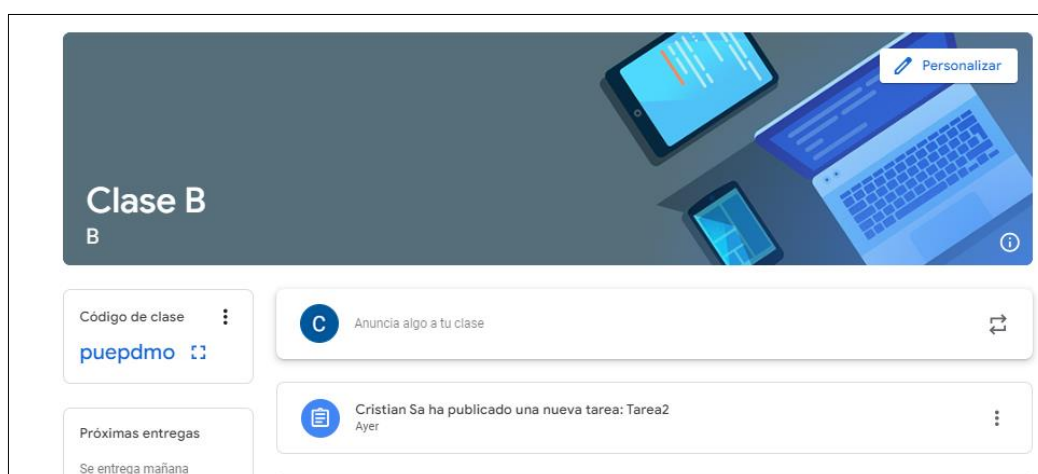 Personalizar
Clase B
B
Código de clase
puepdmo
C
Anuncia algo a tu clase
Cristian Sa ha publicado una nueva tarea: Tarea2
Ayer
Próximas entregas
Se entrega mañana